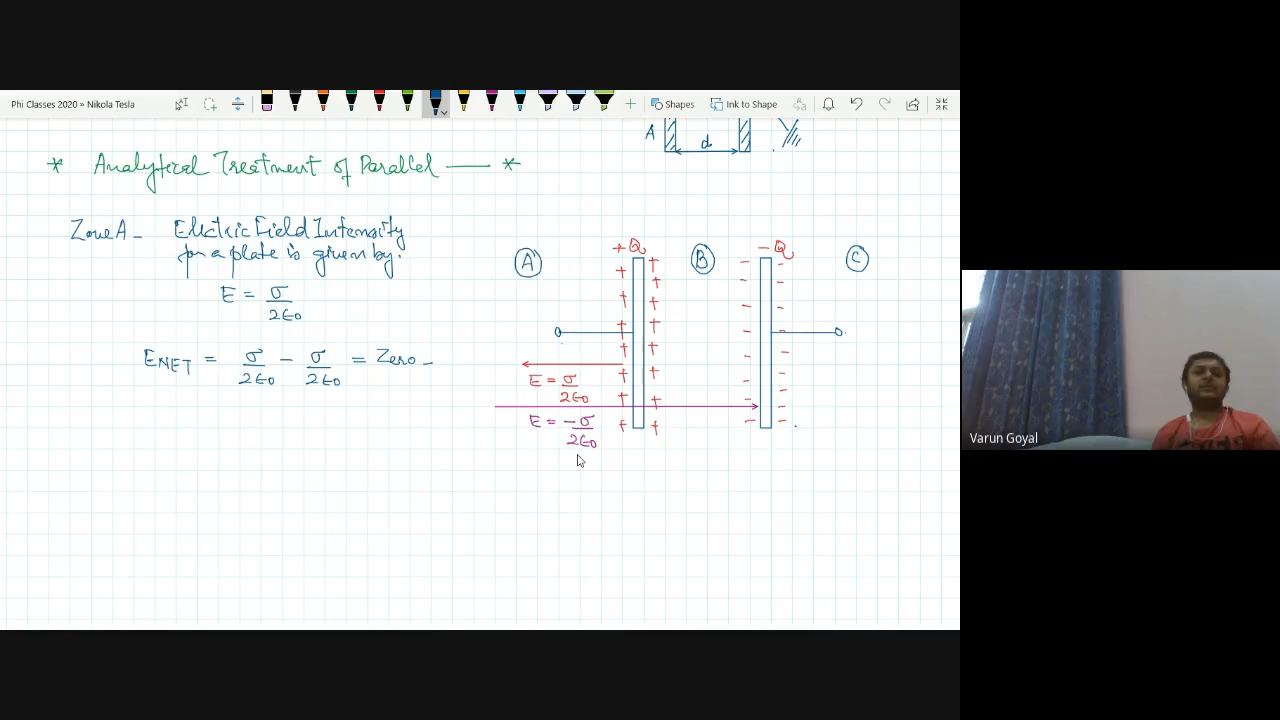 Phi Classes 2020 » Nikola Tesla
Shapes
Ink to Shape
A
d
* Analytical Treatment of Parallel —— *
Zone A - Electric Field Intensity
for a plate is given by.
E = σ / 2ε0
ENET = σ / 2ε0 - σ / 2ε0 = Zero -
A
+ Q
B
- Q
C
E = σ / 2ε0
E = -σ / 2ε0
Varun Goyal